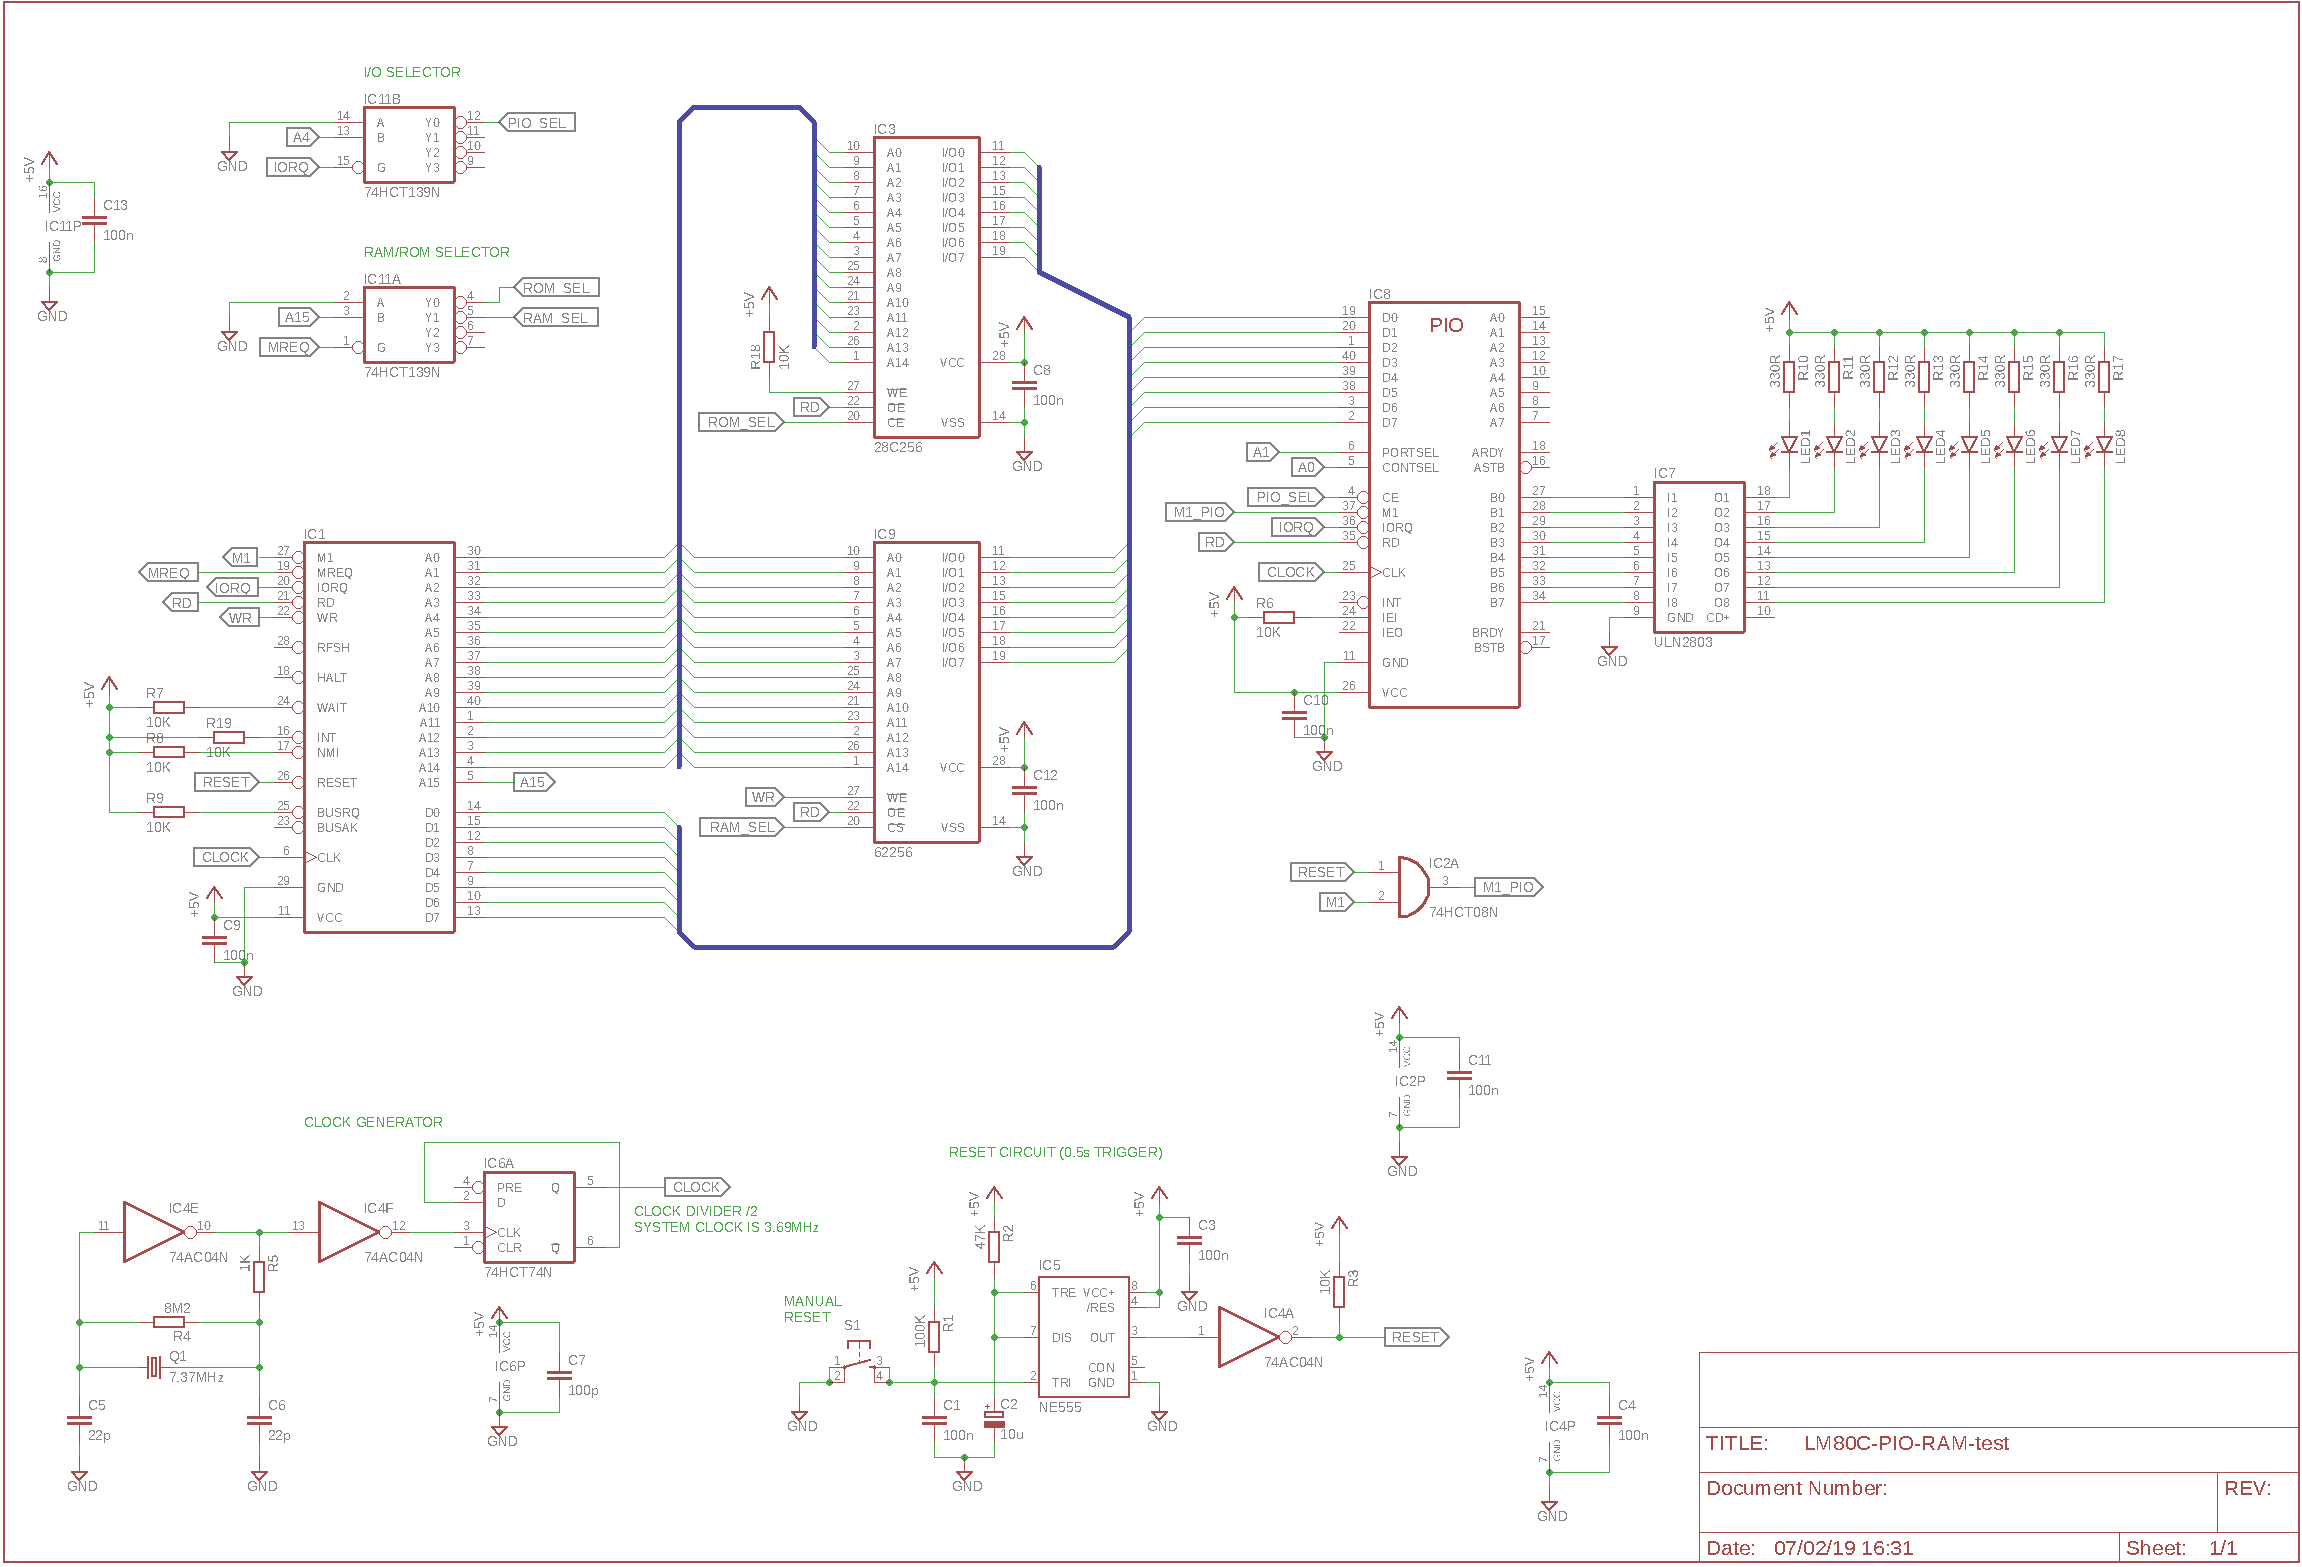 I/O SELECTOR
IC11B
14 A Y0 12 PIO_SEL
A4 13 B Y1 11
Y2 10
IORQ 15 G Y3 9
GND
74HCT139N
+5V
16 VCC
IC11P
C13
100n
8 GND
GND
RAM/ROM SELECTOR
IC11A
2 A Y0 4 ROM_SEL
A15 3 B Y1 5 RAM_SEL
Y2 6
MREQ 1 G Y3 7
GND
74HCT139N
IC3
10 A0 I/O0 11
9 A1 I/O1 12
8 A2 I/O2 13
7 A3 I/O3 15
6 A4 I/O4 16
5 A5 I/O5 17
4 A6 I/O6 18
3 A7 I/O7 19
25 A8
24 A9
21 A10
23 A11
2 A12
26 A13
1 A14 VCC 28
27 WE
RD 22 OE
ROM_SEL 20 CE VSS 14
28C256
+5V
R18
10K
+5V
C8
100n
GND
IC1
M1 27 M1 A0 30
MREQ 19 MREQ A1 31
IORQ 20 IORQ A2 32
RD 21 RD A3 33
WR 22 WR A4 34
A5 35
28 RFSH A6 36
A7 37
18 HALT A8 38
A9 39
24 WAIT A10 40
A11 1
16 INT A12 2
17 NMI A13 3
A14 4
RESET 26 RESET A15 5 A15
25 BUSRQ D0 14
23 BUSAK D1 15
D2 12
CLOCK 6 CLK D3 8
D4 7
29 GND D5 9
D6 10
11 VCC D7 13
+5V
R7
10K
R19
10K
R8
10K
R9
10K
+5V
C9
100n
GND
IC9
10 A0 I/O0 11
9 A1 I/O1 12
8 A2 I/O2 13
7 A3 I/O3 15
6 A4 I/O4 16
5 A5 I/O5 17
4 A6 I/O6 18
3 A7 I/O7 19
25 A8
24 A9
21 A10
23 A11
2 A12
26 A13
1 A14 VCC 28
WR 27 WE
RD 22 OE
RAM_SEL 20 CS VSS 14
62256
+5V
C12
100n
GND
IC8
PIO
19 D0 A0 15
20 D1 A1 14
1 D2 A2 13
40 D3 A3 12
39 D4 A4 10
38 D5 A5 9
3 D6 A6 8
2 D7 A7 7
A1 6 PORTSEL ARDY 18
A0 5 CONTSEL ASTB 16
PIO_SEL 4 CE B0 27
M1_PIO 37 M1 B1 28
IORQ 36 IORQ B2 29
RD 35 RD B3 30
B4 31
CLOCK 25 CLK B5 32
B6 33
23 INT B7 34
24 IEI
22 IEO BRDY 21
BSTB 17
11 GND
26 VCC
+5V
R6
10K
C10
100n
GND
IC7
1 I1 O1 18
2 I2 O2 17
3 I3 O3 16
4 I4 O4 15
5 I5 O5 14
6 I6 O6 13
7 I7 O7 12
8 I8 O8 11
9 GND CD+ 10
ULN2803
GND
+5V
330R R10 330R R11 330R R12 330R R13 330R R14 330R R15 330R R16 330R R17
LED1 LED2 LED3 LED4 LED5 LED6 LED7 LED8
RESET 1 IC2A
3 M1_PIO
M1 2
74HCT08N
+5V
14 VCC
IC2P
C11
100n
7 GND
GND
CLOCK GENERATOR
IC6A
4 PRE Q 5 CLOCK
2 D
3 CLK
1 CLR Q 6
74HCT74N
CLOCK DIVIDER /2
SYSTEM CLOCK IS 3.69MHz
11 IC4E 10
74AC04N
13 IC4F 12
74AC04N
1K R5
8M2
R4
Q1
7.37MHz
C5
22p
C6
22p
GND
GND
+5V
14 VCC
IC6P
C7
100p
7 GND
GND
RESET CIRCUIT (0.5s TRIGGER)
+5V
47K R2
+5V
100K R1
MANUAL
RESET
S1
1 3
2 4
GND
IC5
6 TRE VCC+ 8
/RES 4
7 DIS OUT 3
CON 5
2 TRI GND 1
NE555
C1
100n
+ C2
10u
GND
+5V
C3
100n
GND
GND
1 IC4A 2
74AC04N
+5V
10K R3
RESET
+5V
14 VCC
IC4P
C4
100n
7 GND
GND
TITLE: LM80C-PIO-RAM-test
Document Number:
REV:
Date: 07/02/19 16:31
Sheet: 1/1